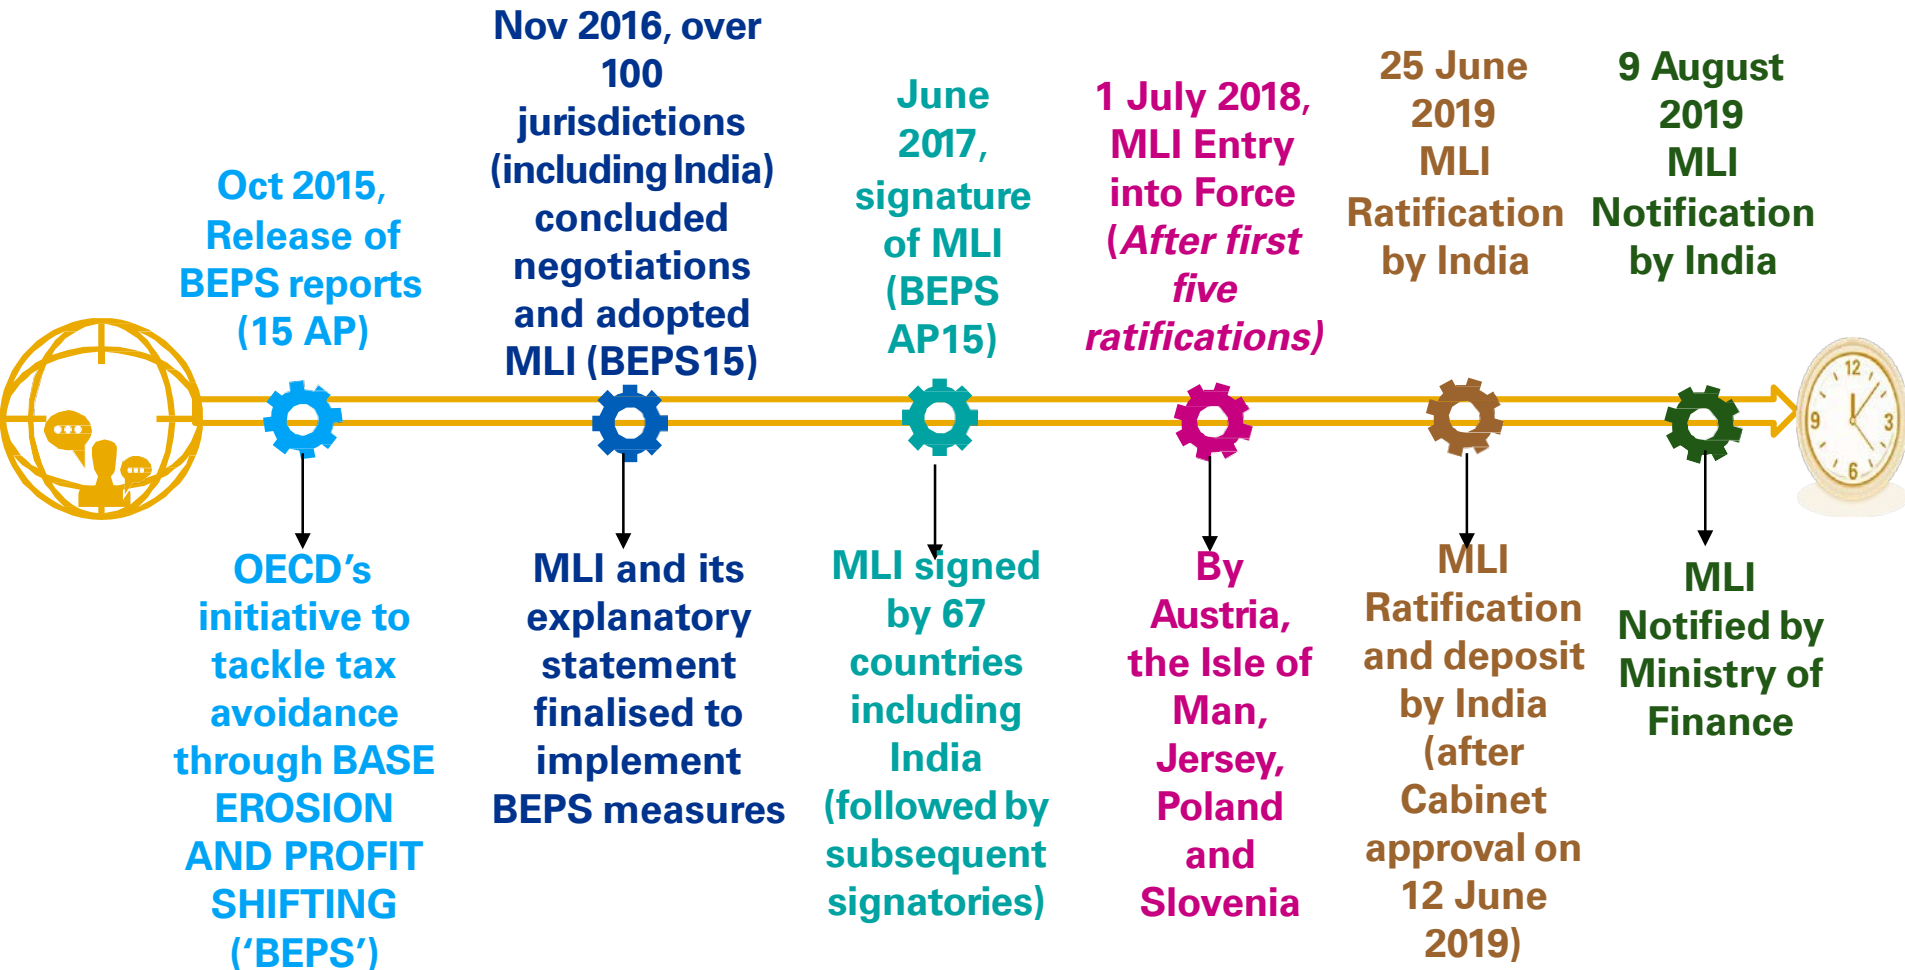 Oct 2015,
Release of
BEPS reports
(15 AP)
Nov 2016, over
100
jurisdictions
(including India)
concluded
negotiations
and adopted
MLI (BEPS15)
June
2017,
signature
of MLI
(BEPS
AP15)
1 July 2018,
MLI Entry
into Force
(After first
five
ratifications)
25 June
2019
MLI
Ratification
by India
9 August
2019
MLI
Notification
by India
12
3
6
9
OECD’s
initiative to
tackle tax
avoidance
through BASE
EROSION
AND PROFIT
SHIFTING
(‘BEPS’)
MLI and its
explanatory
statement
finalised to
implement
BEPS measures
MLI signed
by 67
countries
including
India
(followed by
subsequent
signatories)
By
Austria,
the Isle of
Man,
Jersey,
Poland
and
Slovenia
MLI
Ratification
and deposit
by India
(after
Cabinet
approval on
12 June
2019)
MLI
Notified by
Ministry of
Finance